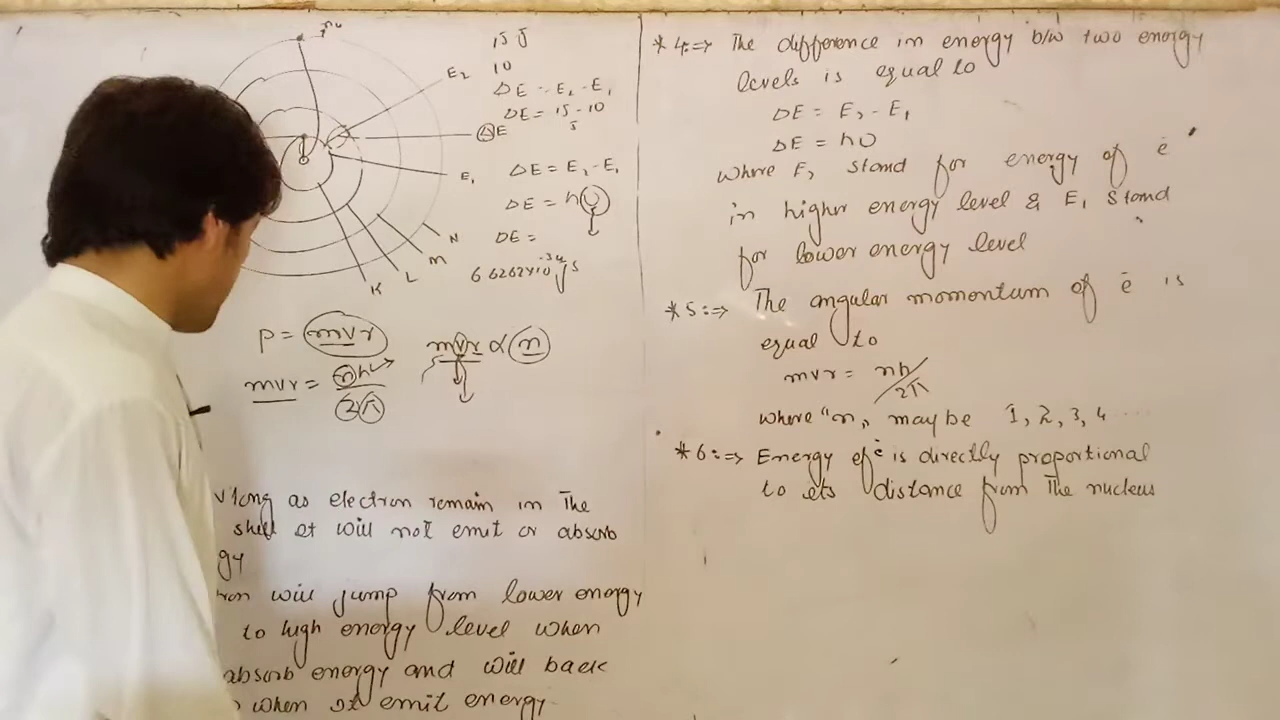 15 J
E₂
10
ΔE = E₂ - E₁
ΔE = 15 - 10
5
ΔE
E₁
ΔE = E₂ - E₁
ΔE = hυ
ΔE =
6.6262×10⁻³⁴ Js
N
M
L
K
P = mvr
mvr ∝ n
mvr = nh
2π
long as electron remain in The
shell et will not emit or absorb
gy
ron will jump from lower energy
to high energy level when
absorb energy and will back
when it emit energy
*4:⇒ The difference in energy b/w two energy
levels is equal to
ΔE = E₂ - E₁
ΔE = hυ
where E₂ stand for energy of ē
in higher energy level & E₁ stand
for lower energy level
*5:⇒ The angular momentum of ē is
equal to
mvr = nh/2π
where "n„ maybe 1, 2, 3, 4 ....
*6:⇒ Energy of ē is directly proportional
to ets distance from The nucleus